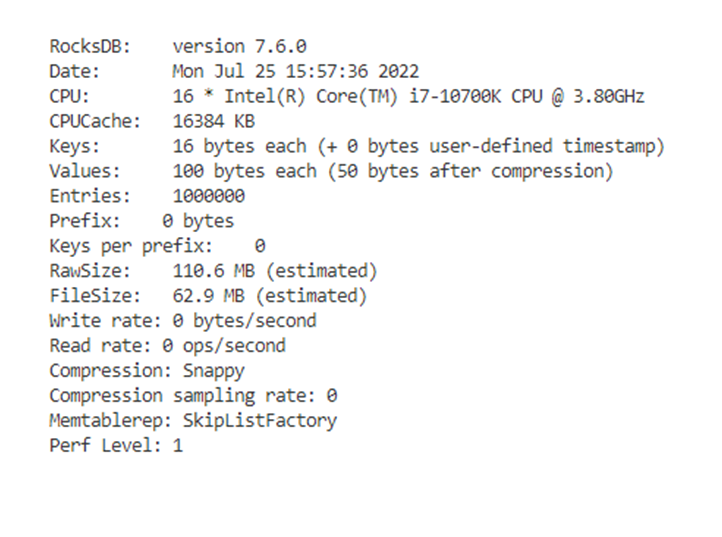 RocksDB:    version 7.6.0
Date:       Mon Jul 25 15:57:36 2022
CPU:        16 * Intel(R) Core(TM) i7-10700K CPU @ 3.80GHz
CPUCache:   16384 KB
Keys:       16 bytes each (+ 0 bytes user-defined timestamp)
Values:     100 bytes each (50 bytes after compression)
Entries:    1000000
Prefix:    0 bytes
Keys per prefix:    0
RawSize:    110.6 MB (estimated)
FileSize:   62.9 MB (estimated)
Write rate: 0 bytes/second
Read rate: 0 ops/second
Compression: Snappy
Compression sampling rate: 0
Memtablerep: SkipListFactory
Perf Level: 1